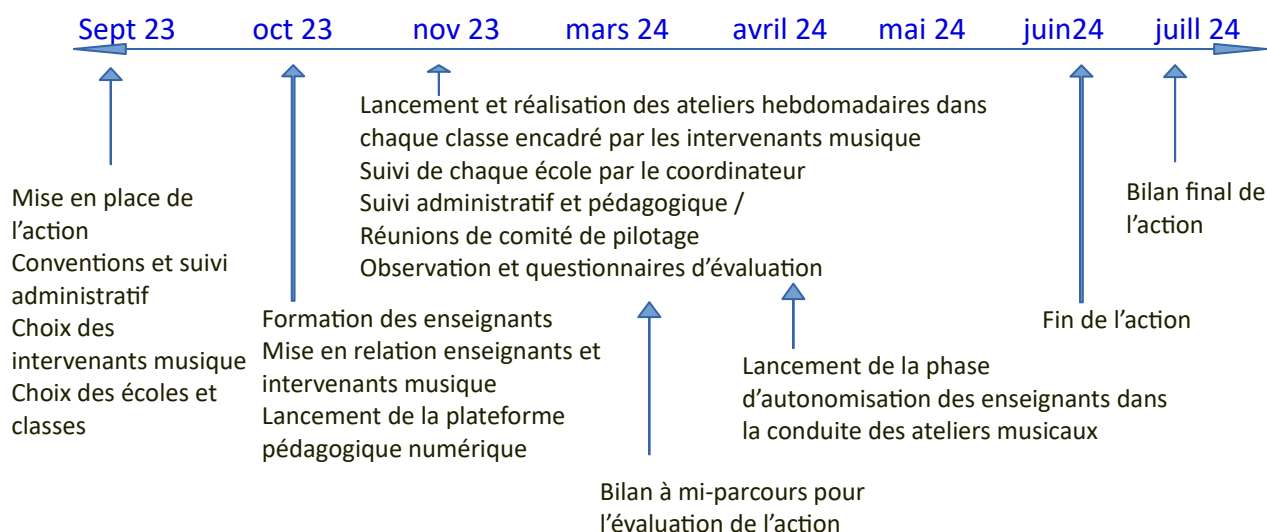 Sept 23 oct 23 nov 23 mars 24 avril 24 mai 24 juin24 juill 24
Lancement et réalisation des ateliers hebdomadaires dans
chaque classe encadré par les intervenants musique
Suivi de chaque école par le coordinateur
Suivi administratif et pédagogique /
Réunions de comité de pilotage
Observation et questionnaires d’évaluation
Mise en place de
l’action
Conventions et suivi
administratif
Choix des
intervenants musique
Choix des écoles et
classes
Bilan final de
l’action
Formation des enseignants
Mise en relation enseignants et
intervenants musique
Lancement de la plateforme
pédagogique numérique
Fin de l’action
Lancement de la phase
d’autonomisation des enseignants dans
la conduite des ateliers musicaux
Bilan à mi-parcours pour
l’évaluation de l’action